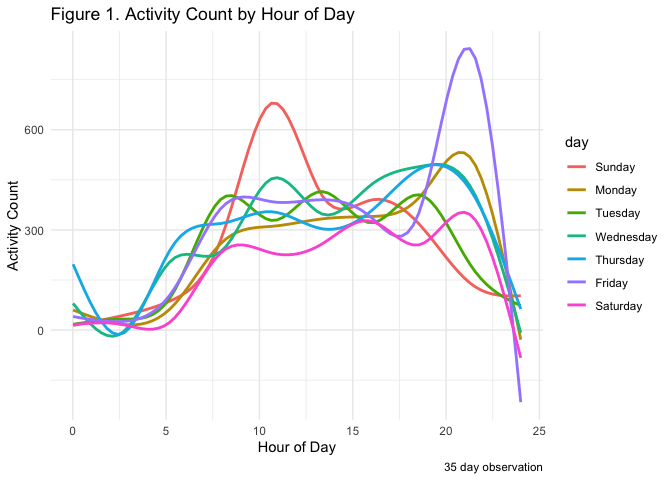 Figure 1. Activity Count by Hour of Day
Activity Count
600
300
0
0
5
10
15
20
25
Hour of Day
day
Sunday
Monday
Tuesday
Wednesday
Thursday
Friday
Saturday
35 day observation